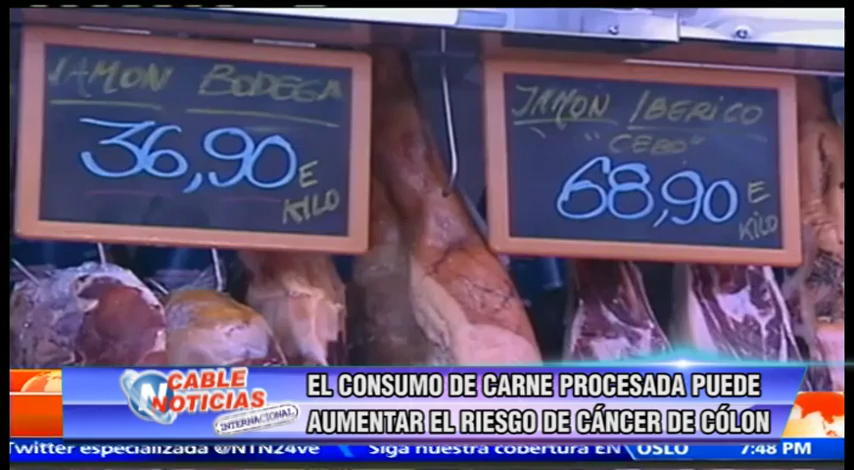 JAMON BODEGA
36,90 E
KILO
JAMON IBERICO
"CEBO"
68,90 E
KILO
CABLE
NOTICIAS
INTERNACIONAL
EL CONSUMO DE CARNE PROCESADA PUEDE
AUMENTAR EL RIESGO DE CÁNCER DE CÓLON
Twitter especializada @NTN24ve / Siga nuestra cobertura EN OSLO 7:48 PM